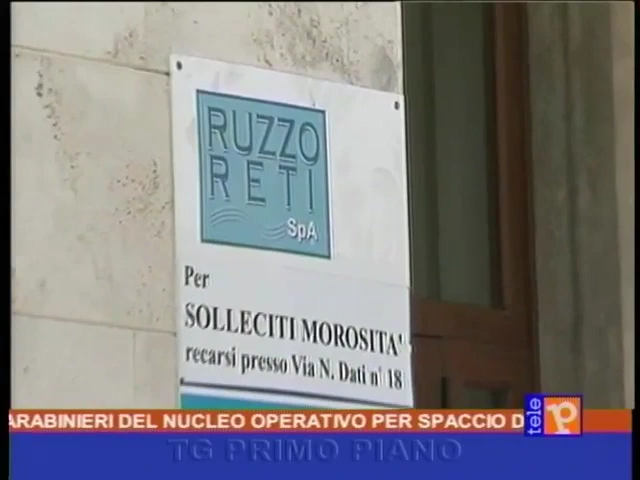 RUZZO
RETI
SpA
Per
SOLLECITI MOROSITA'
recarsi presso Via N. Dati n° 18
ARABINIERI DEL NUCLEO OPERATIVO PER SPACCIO D
tele p
TG PRIMO PIANO